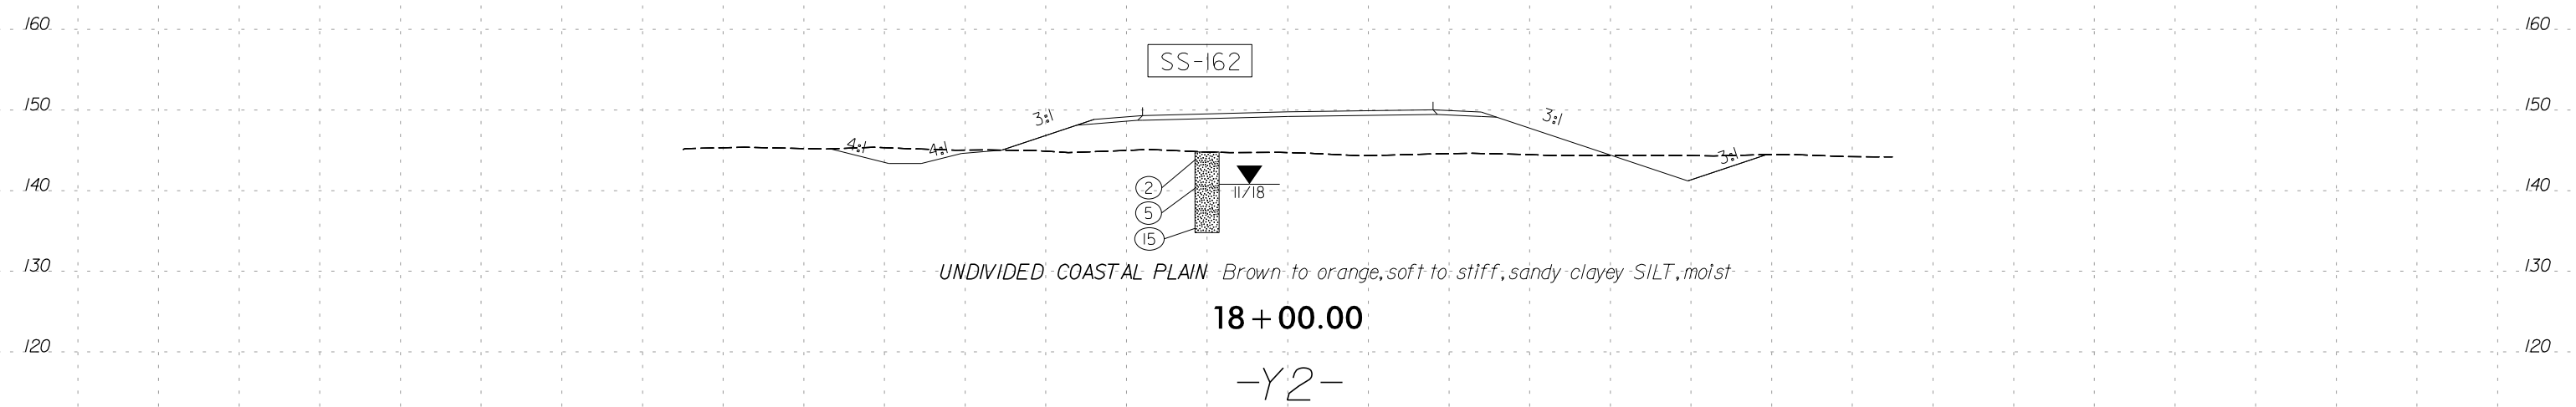 160 160
SS-162
150 3:1 3:1 150
4:1 4:1 3:1
140 2 11/18 140
5
15
130 UNDIVIDED COASTAL PLAIN Brown to orange, soft to stiff, sandy clayey SILT, moist 130
18+00.00
120 120
-Y2-